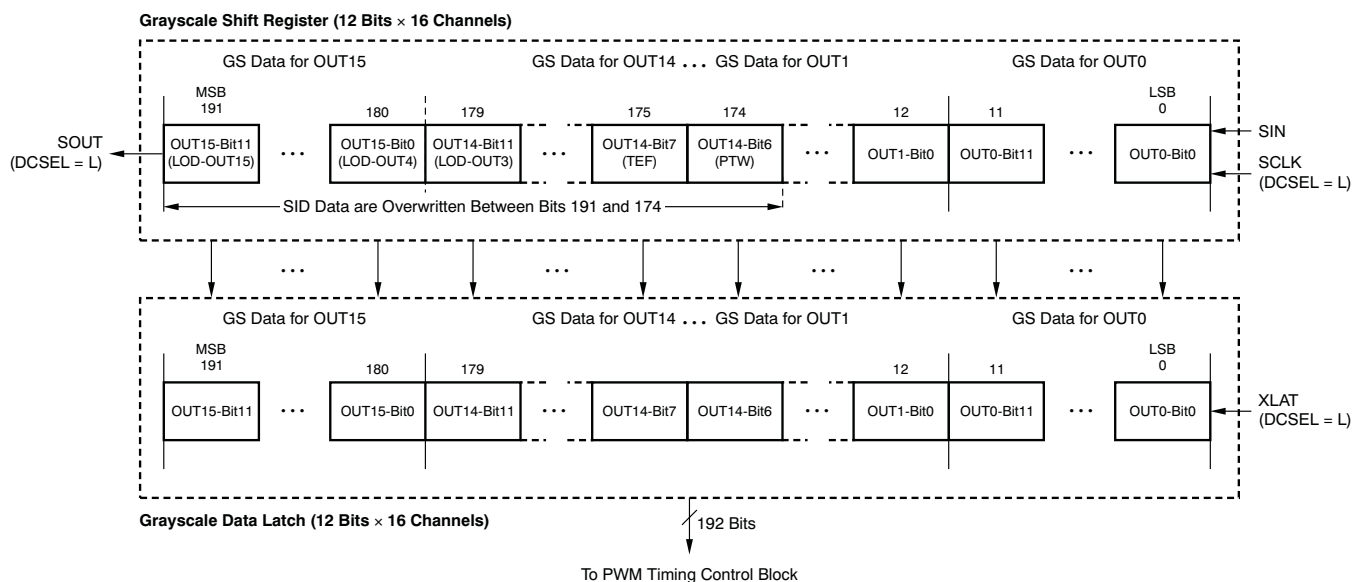 Grayscale Shift Register (12 Bits × 16 Channels)
GS Data for OUT15
GS Data for OUT14 ... GS Data for OUT1
GS Data for OUT0
MSB
191
180
179
175
174
12
11
LSB
0
SOUT
(DCSEL = L)
OUT15-Bit11
(LOD-OUT15)
...
OUT15-Bit0
(LOD-OUT4)
OUT14-Bit11
(LOD-OUT3)
...
OUT14-Bit7
(TEF)
OUT14-Bit6
(PTW)
...
OUT1-Bit0
OUT0-Bit11
...
OUT0-Bit0
SIN
SCLK
(DCSEL = L)
SID Data are Overwritten Between Bits 191 and 174
... ... ... ...
GS Data for OUT15
GS Data for OUT14 ... GS Data for OUT1
GS Data for OUT0
MSB
191
180
179
12
11
LSB
0
OUT15-Bit11
...
OUT15-Bit0
OUT14-Bit11
...
OUT14-Bit7
OUT14-Bit6
...
OUT1-Bit0
OUT0-Bit11
...
OUT0-Bit0
XLAT
(DCSEL = L)
Grayscale Data Latch (12 Bits × 16 Channels)
192 Bits
To PWM Timing Control Block